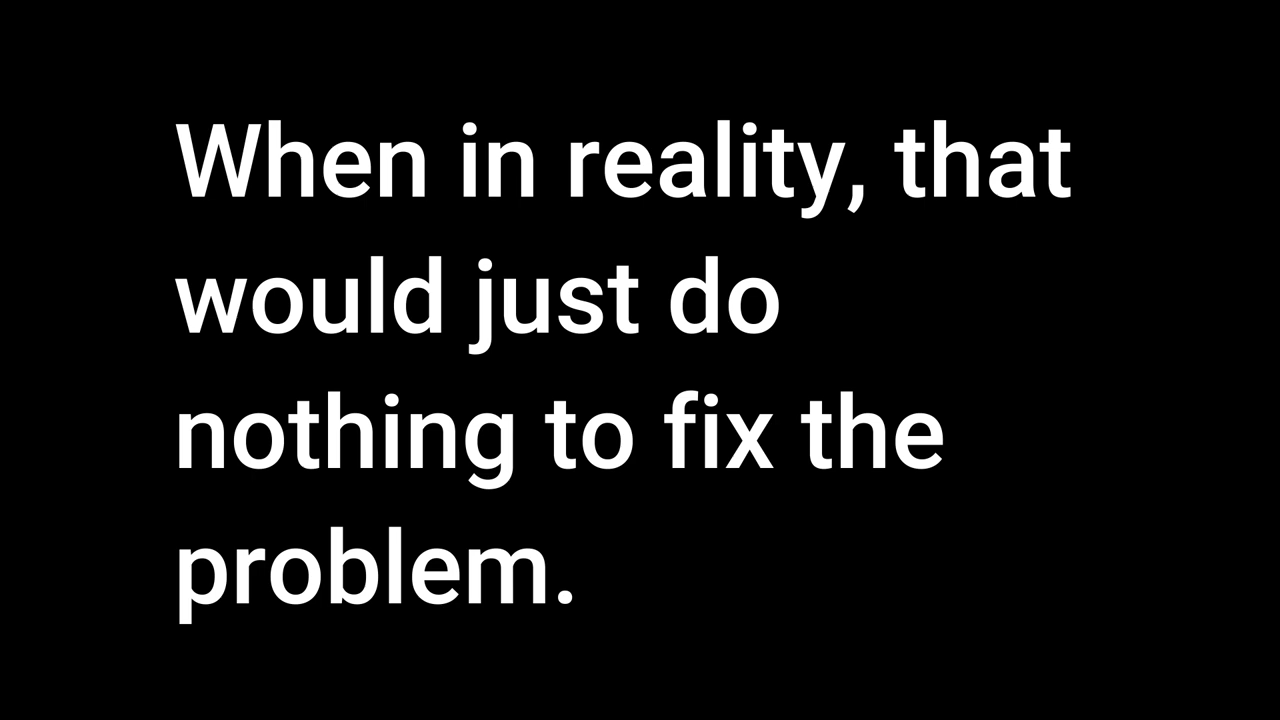 When in reality, that
would just do
nothing to fix the
problem.